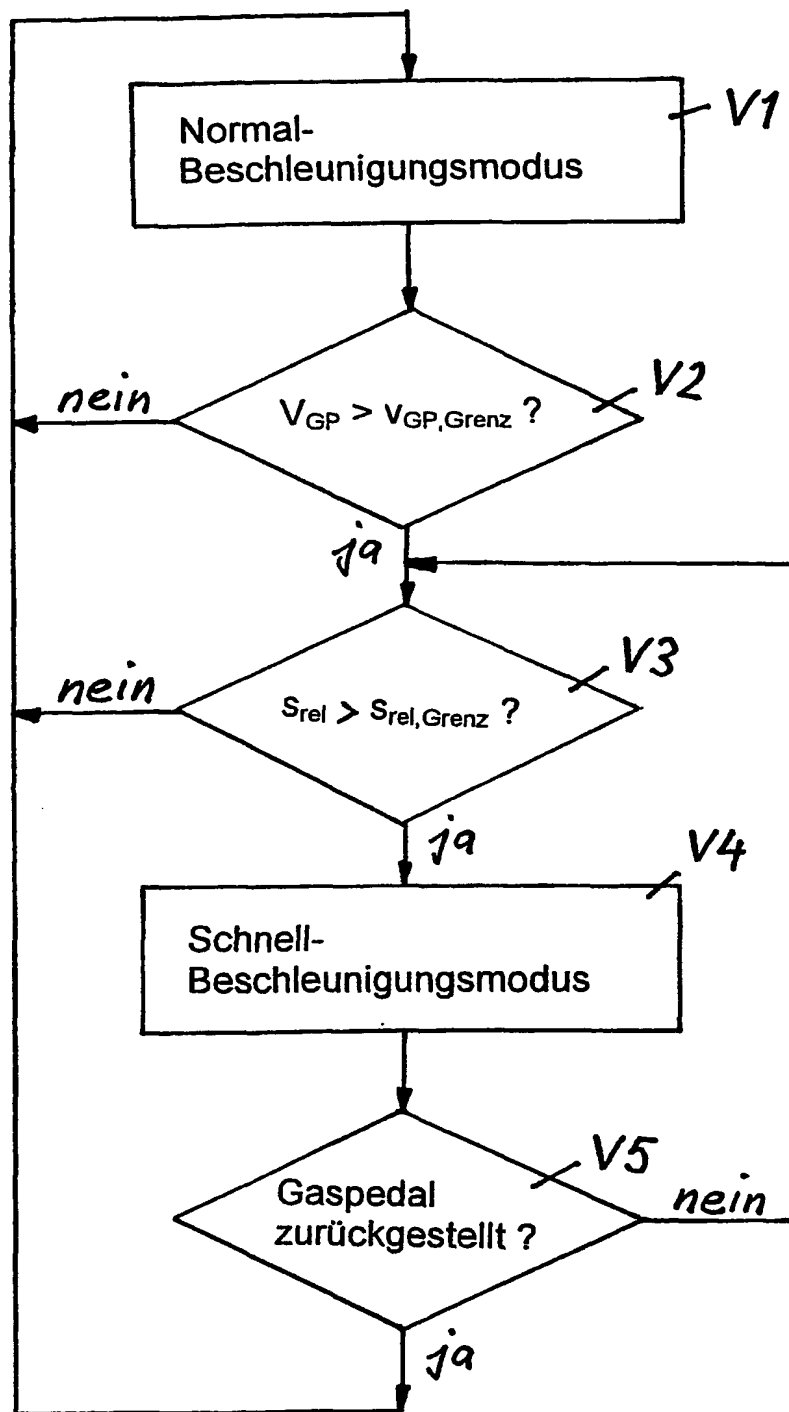 Normal-
Beschleunigungsmodus
V1
V_GP > v_GP,Grenz ?
V2
nein
ja
s_rel > s_rel,Grenz ?
V3
nein
ja
V4
Schnell-
Beschleunigungsmodus
Gaspedal
zurückgestellt ?
V5
nein
ja